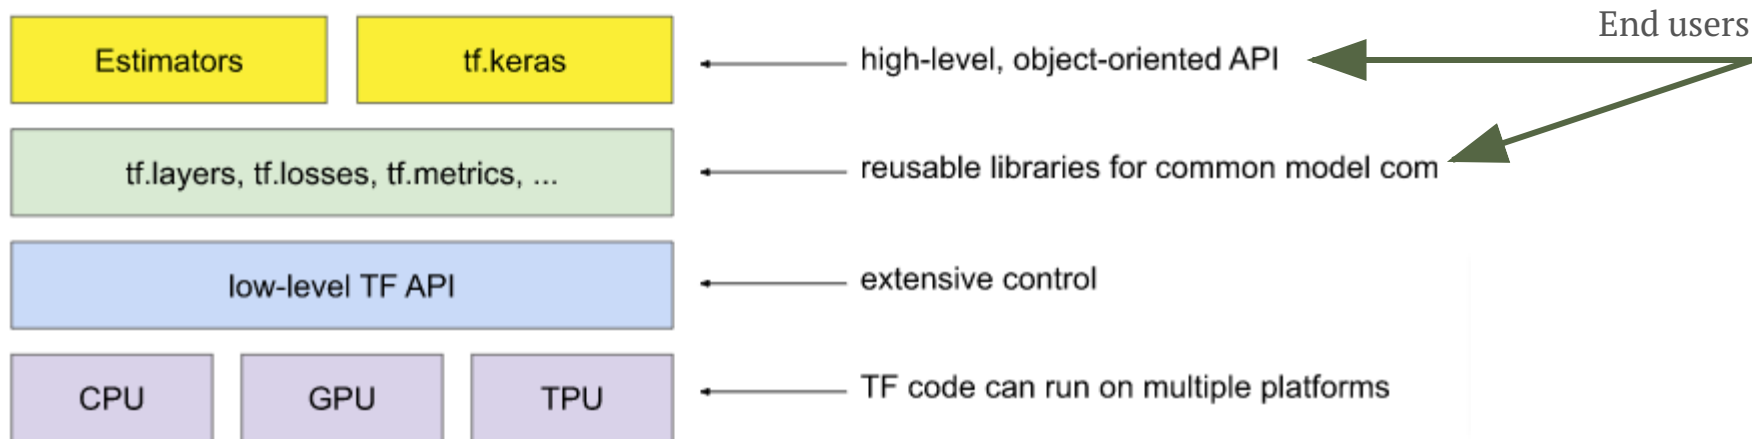 End users
Estimators
tf.keras
high-level, object-oriented API
tf.layers, tf.losses, tf.metrics, ...
reusable libraries for common model com
low-level TF API
extensive control
CPU
GPU
TPU
TF code can run on multiple platforms